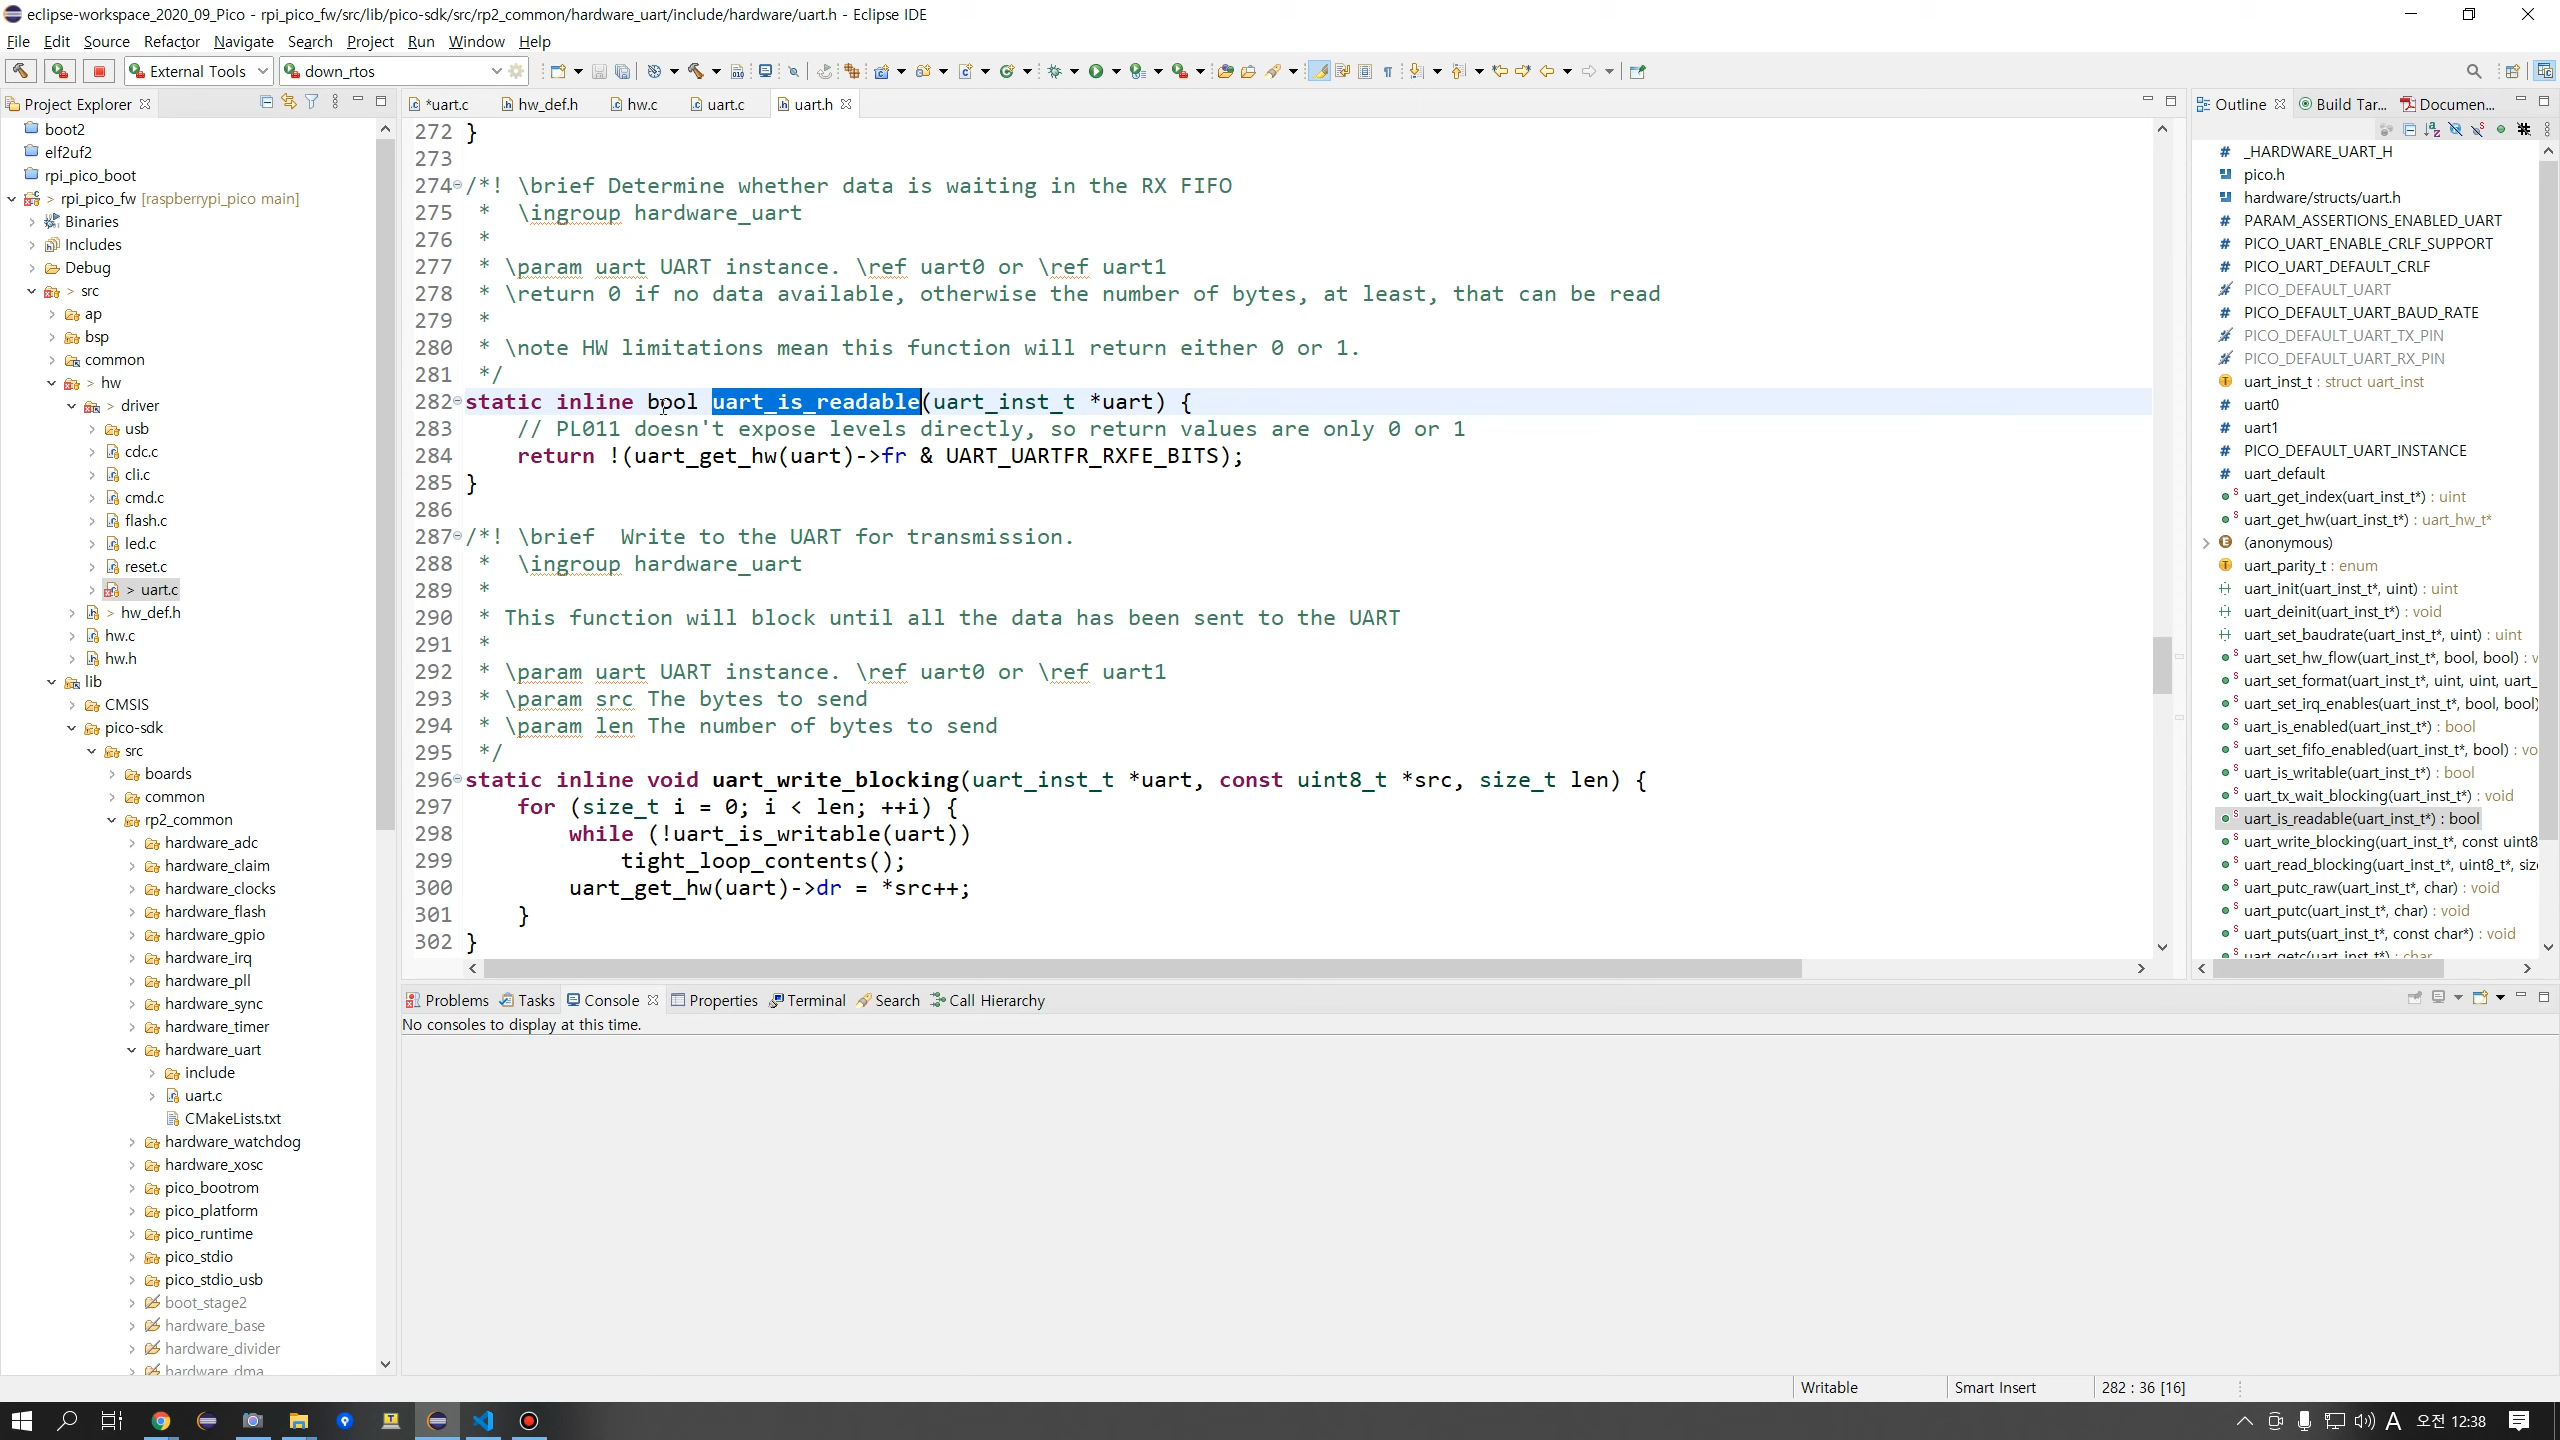 eclipse-workspace_2020_09_Pico - rpi_pico_fw/src/lib/pico-sdk/src/rp2_common/hardware_uart/include/hardware/uart.h - Eclipse IDE
File Edit Source Refactor Navigate Search Project Run Window Help
External Tools down_rtos
Project Explorer
boot2
elf2uf2
rpi_pico_boot
> rpi_pico_fw [raspberrypi_pico main]
Binaries
Includes
Debug
> src
ap
bsp
common
> hw
> driver
usb
cdc.c
cli.c
cmd.c
flash.c
led.c
reset.c
> uart.c
> hw_def.h
hw.c
hw.h
lib
CMSIS
pico-sdk
src
boards
common
rp2_common
hardware_adc
hardware_claim
hardware_clocks
hardware_flash
hardware_gpio
hardware_irq
hardware_pll
hardware_sync
hardware_timer
hardware_uart
include
uart.c
CMakeLists.txt
hardware_watchdog
hardware_xosc
pico_bootrom
pico_platform
pico_runtime
pico_stdio
pico_stdio_usb
boot_stage2
hardware_base
hardware_divider
hardware_dma
*uart.c hw_def.h hw.c uart.c uart.h
272 }
273
274 /*! \brief Determine whether data is waiting in the RX FIFO
275 *  \ingroup hardware_uart
276 *
277 * \param uart UART instance. \ref uart0 or \ref uart1
278 * \return 0 if no data available, otherwise the number of bytes, at least, that can be read
279 *
280 * \note HW limitations mean this function will return either 0 or 1.
281 */
282 static inline bool uart_is_readable(uart_inst_t *uart) {
283 // PL011 doesn't expose levels directly, so return values are only 0 or 1
284 return !(uart_get_hw(uart)->fr & UART_UARTFR_RXFE_BITS);
285 }
286
287 /*! \brief  Write to the UART for transmission.
288 *  \ingroup hardware_uart
289 *
290 * This function will block until all the data has been sent to the UART
291 *
292 * \param uart UART instance. \ref uart0 or \ref uart1
293 * \param src The bytes to send
294 * \param len The number of bytes to send
295 */
296 static inline void uart_write_blocking(uart_inst_t *uart, const uint8_t *src, size_t len) {
297 for (size_t i = 0; i < len; ++i) {
298 while (!uart_is_writable(uart))
299 tight_loop_contents();
300 uart_get_hw(uart)->dr = *src++;
301 }
302 }
Outline Build Tar... Documen...
_HARDWARE_UART_H
pico.h
hardware/structs/uart.h
PARAM_ASSERTIONS_ENABLED_UART
PICO_UART_ENABLE_CRLF_SUPPORT
PICO_UART_DEFAULT_CRLF
PICO_DEFAULT_UART
PICO_DEFAULT_UART_BAUD_RATE
PICO_DEFAULT_UART_TX_PIN
PICO_DEFAULT_UART_RX_PIN
uart_inst_t : struct uart_inst
uart0
uart1
PICO_DEFAULT_UART_INSTANCE
uart_default
uart_get_index(uart_inst_t*) : uint
uart_get_hw(uart_inst_t*) : uart_hw_t*
(anonymous)
uart_parity_t : enum
uart_init(uart_inst_t*, uint) : uint
uart_deinit(uart_inst_t*) : void
uart_set_baudrate(uart_inst_t*, uint) : uint
uart_set_hw_flow(uart_inst_t*, bool, bool) : v
uart_set_format(uart_inst_t*, uint, uint, uart_
uart_set_irq_enables(uart_inst_t*, bool, bool)
uart_is_enabled(uart_inst_t*) : bool
uart_set_fifo_enabled(uart_inst_t*, bool) : vo
uart_is_writable(uart_inst_t*) : bool
uart_tx_wait_blocking(uart_inst_t*) : void
uart_is_readable(uart_inst_t*) : bool
uart_write_blocking(uart_inst_t*, const uint8
uart_read_blocking(uart_inst_t*, uint8_t*, siz
uart_putc_raw(uart_inst_t*, char) : void
uart_putc(uart_inst_t*, char) : void
uart_puts(uart_inst_t*, const char*) : void
uart_getc(uart_inst_t*) : char
Problems Tasks Console Properties Terminal Search Call Hierarchy
No consoles to display at this time.
Writable Smart Insert 282 : 36 [16]
A 오전 12:38